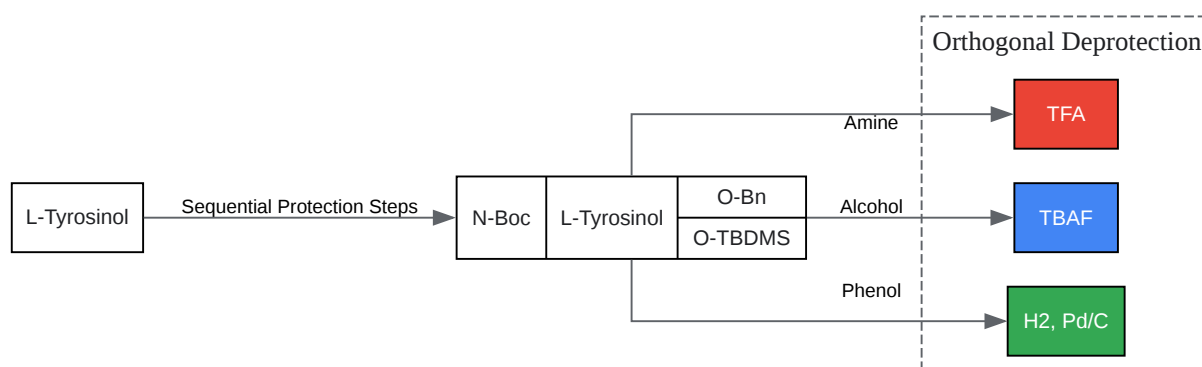 Orthogonal Deprotection
TFA
Amine
L-Tyrosinol
Sequential Protection Steps
N-Boc
L-Tyrosinol
O-Bn
O-TBDMS
Alcohol
TBAF
Phenol
H2, Pd/C